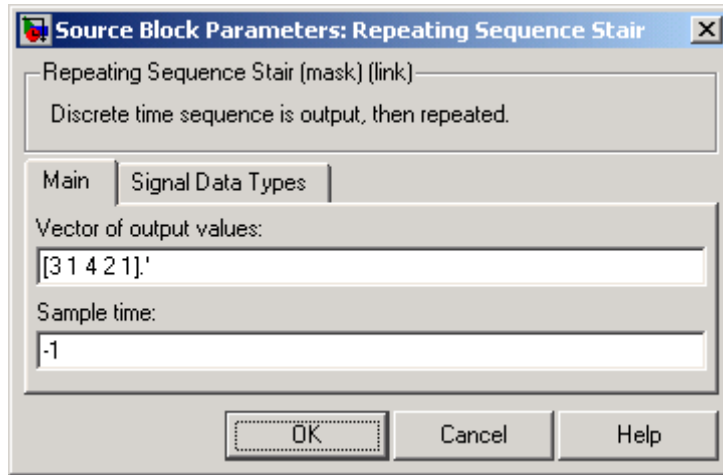 Source Block Parameters: Repeating Sequence Stair
Repeating Sequence Stair (mask) (link)
Discrete time sequence is output, then repeated.
Main Signal Data Types
Vector of output values:
[3 1 4 2 1].'
Sample time:
-1
OK Cancel Help